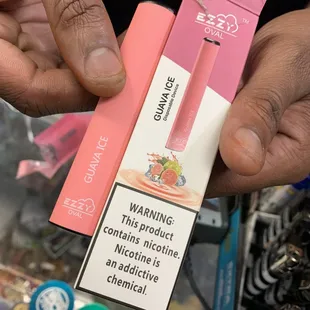 EZZY
OVAL
TM
GUAVA ICE
Disposable Device
GUAVA ICE
EZZY
OVAL
WARNING:
This product
contains nicotine.
Nicotine is
an addictive
chemical.